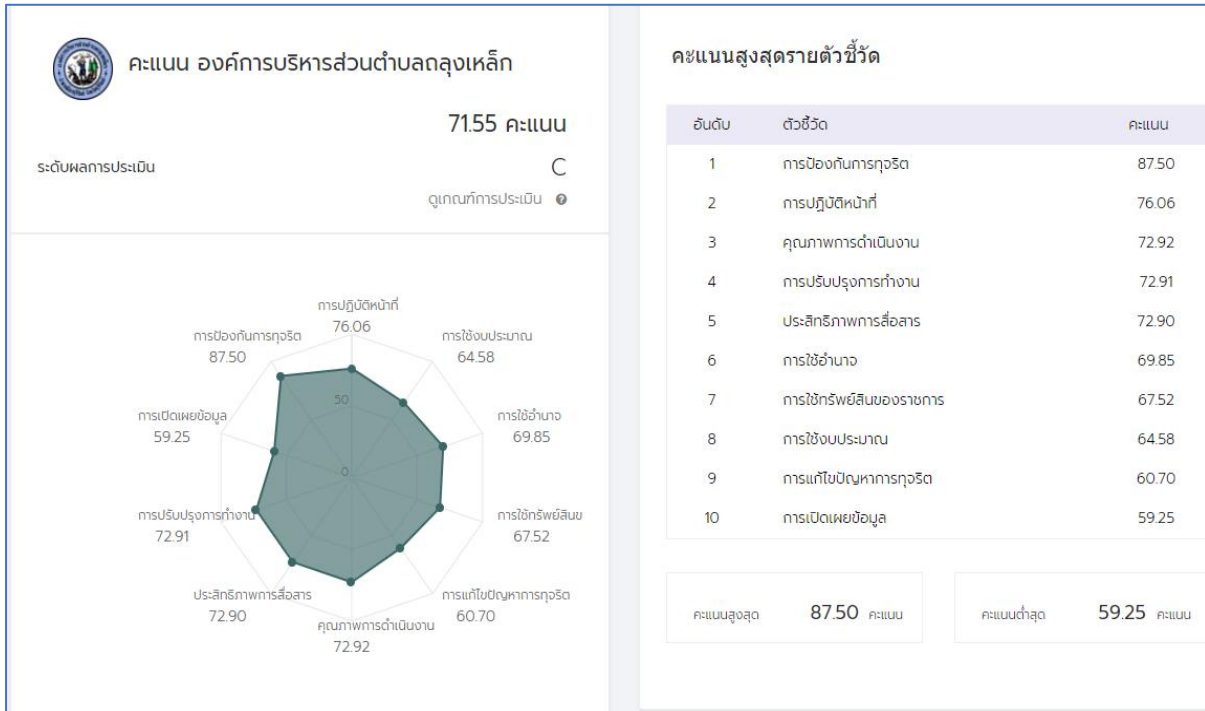 คะแนน องค์การบริหารส่วนตำบลถลุงเหล็ก
71.55 คะแนน
ระดับผลการประเมิน C
ดูเกณฑ์การประเมิน
การปฏิบัติหน้าที่
76.06
การใช้งบประมาณ
64.58
การใช้อำนาจ
69.85
การใช้ทรัพย์สินข
67.52
การแก้ไขปัญหาการทุจริต
60.70
คุณภาพการดำเนินงาน
72.92
ประสิทธิภาพการสื่อสาร
72.90
การปรับปรุงการทำงาน
72.91
การเปิดเผยข้อมูล
59.25
การป้องกันการทุจริต
87.50
50
0
คะแนนสูงสุดรายตัวชี้วัด
อันดับ ตัวชี้วัด คะแนน
1 การป้องกันการทุจริต 87.50
2 การปฏิบัติหน้าที่ 76.06
3 คุณภาพการดำเนินงาน 72.92
4 การปรับปรุงการทำงาน 72.91
5 ประสิทธิภาพการสื่อสาร 72.90
6 การใช้อำนาจ 69.85
7 การใช้ทรัพย์สินของราชการ 67.52
8 การใช้งบประมาณ 64.58
9 การแก้ไขปัญหาการทุจริต 60.70
10 การเปิดเผยข้อมูล 59.25
คะแนนสูงสุด 87.50 คะแนน
คะแนนต่ำสุด 59.25 คะแนน